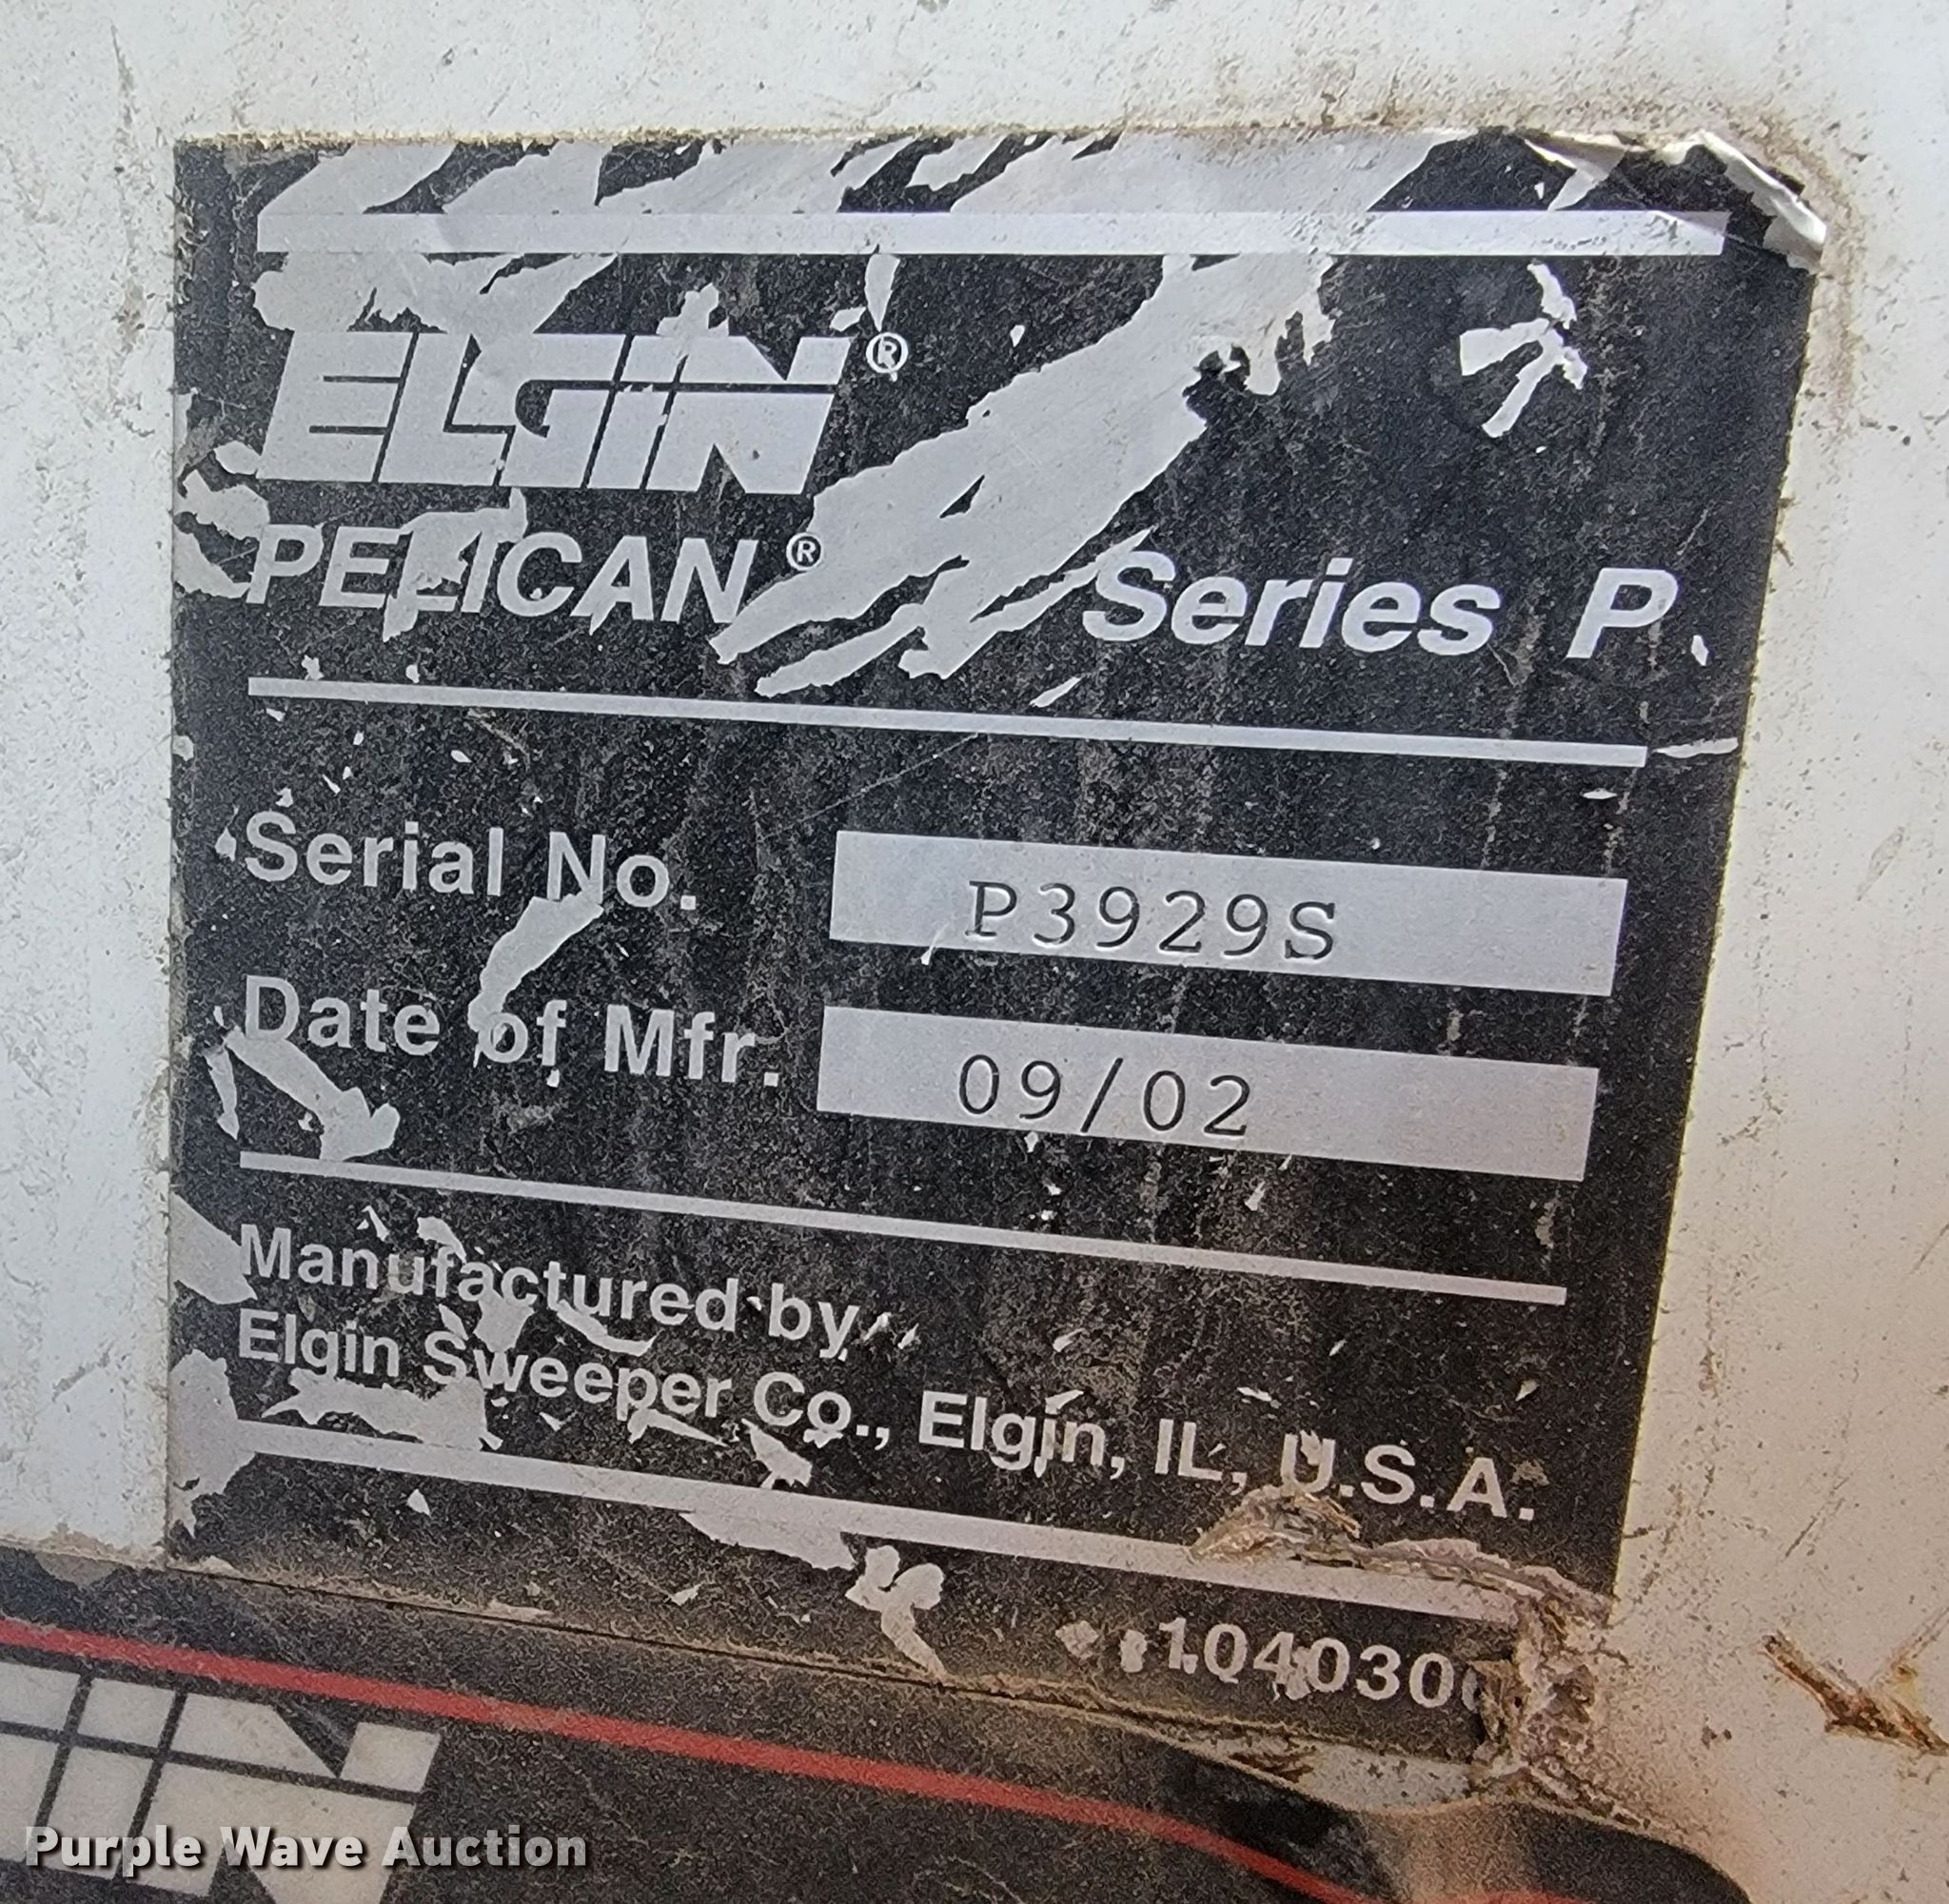 ELGIN®
PELICAN® Series P
Serial No. P3929S
Date of Mfr. 09/02
Manufactured by
Elgin Sweeper Co., Elgin, IL, U.S.A.
Purple Wave Auction